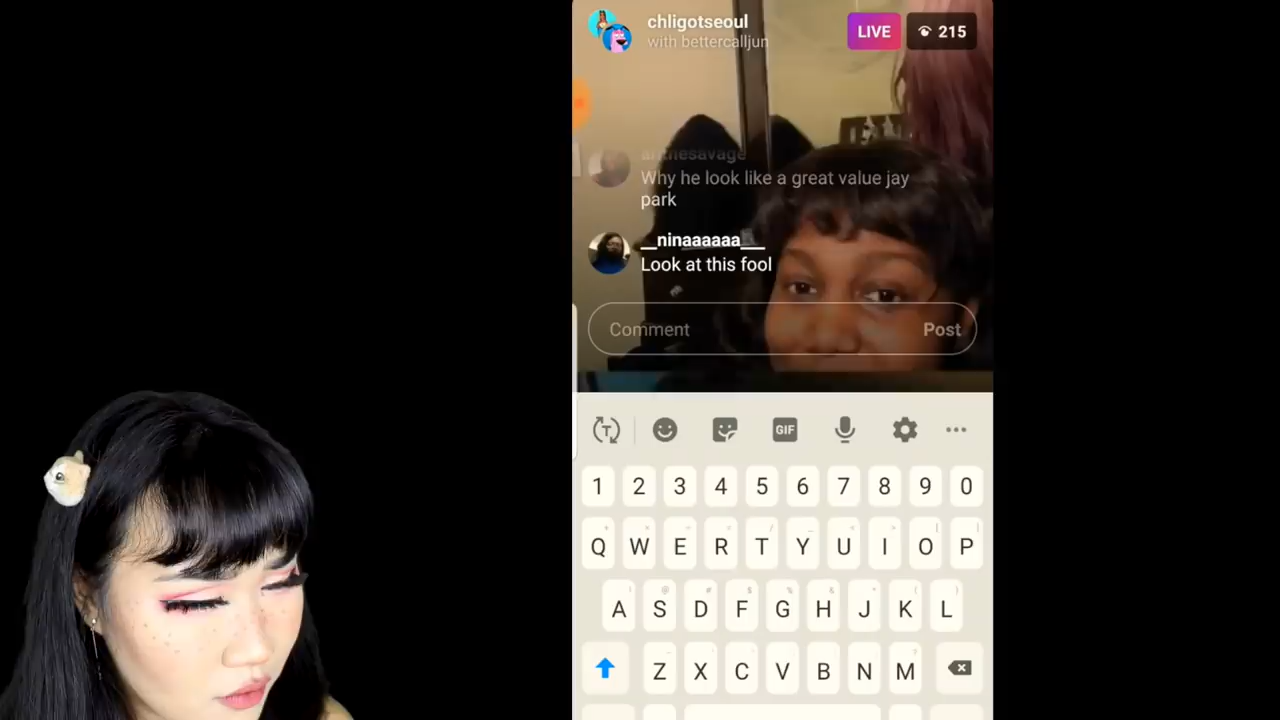 chligotseoul
with bettercalljun
LIVE
215
anthesavage
Why he look like a great value jay
park
__ninaaaaaa__
Look at this fool
Comment
Post
GIF
1 2 3 4 5 6 7 8 9 0
Q W E R T Y U I O P
A S D F G H J K L
Z X C V B N M